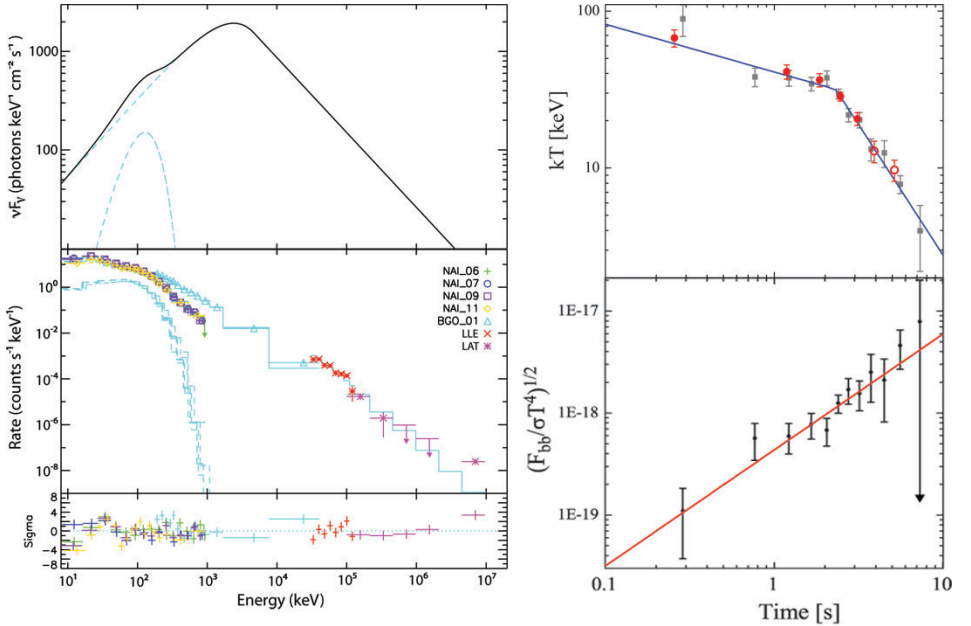 1000
100
νFν (photons keV⁻¹ cm⁻² s⁻¹)
10⁰
10⁻²
10⁻⁴
10⁻⁶
10⁻⁸
Rate (counts s⁻¹ keV⁻¹)
NAI_06
NAI_07
NAI_09
NAI_11
BGO_01
LLE
LAT
8
4
0
-4
-8
Sigma
10¹ 10² 10³ 10⁴ 10⁵ 10⁶ 10⁷
Energy (keV)
100
10
kT [keV]
1E-17
1E-18
1E-19
(Fbb/σT⁴)¹/²
0.1 1 10
Time [s]